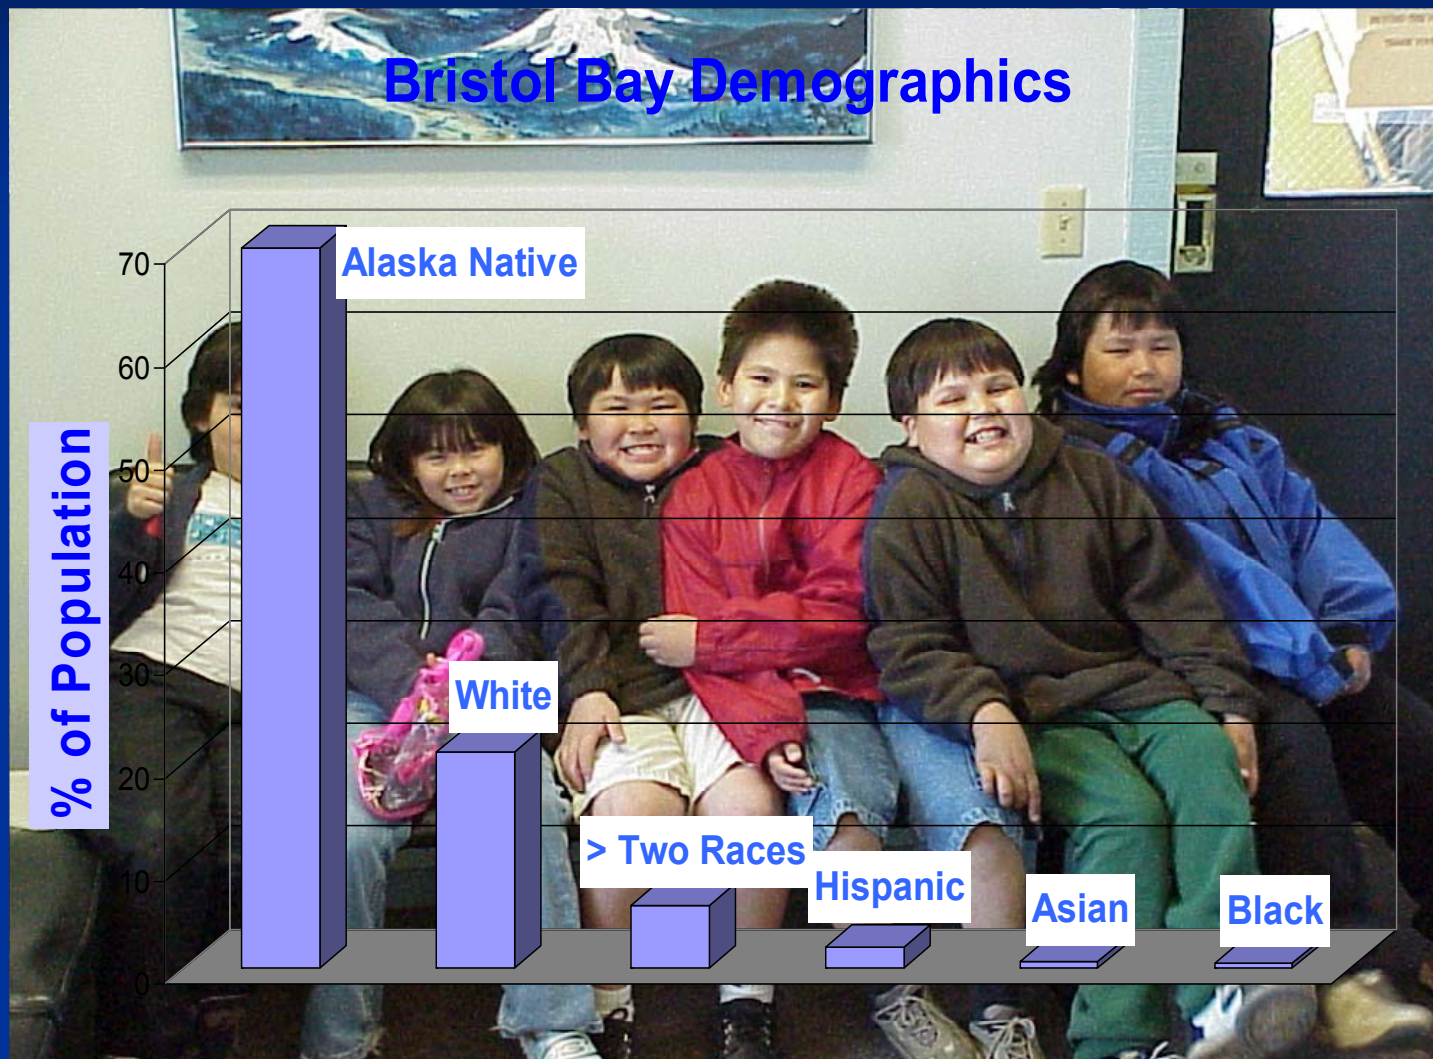 Bristol Bay Demographics
% of Population
70
60
50
40
30
20
10
0
Alaska Native
White
> Two Races
Hispanic
Asian
Black